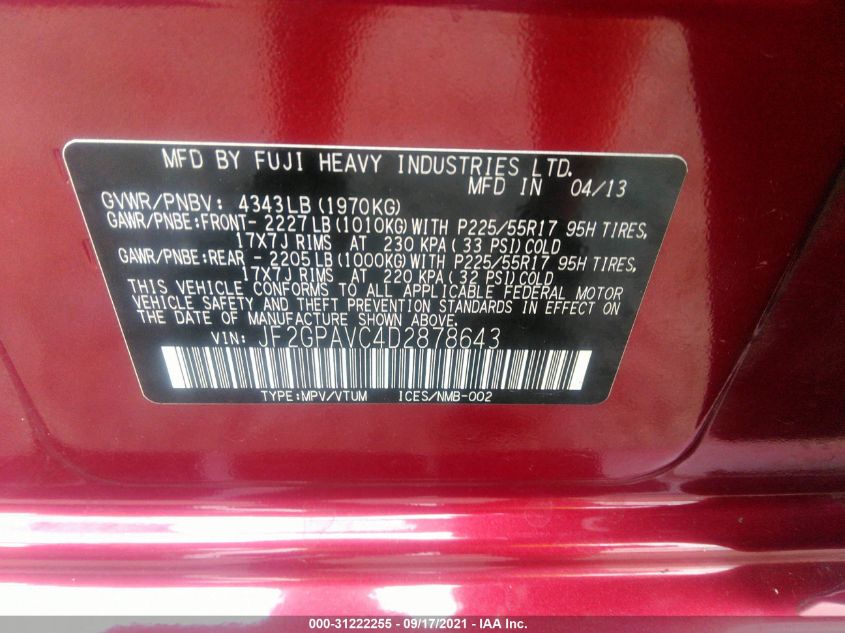 MFD BY FUJI HEAVY INDUSTRIES LTD.
MFD IN 04/13
GVWR/PNBV: 4343LB(1970KG)
GAWR/PNBE:FRONT- 2227LB(1010KG)WITH P225/55R17 95H TIRES,
17X7J RIMS AT 230 KPA(33 PSI)COLD
GAWR/PNBE:REAR - 2205LB(1000KG)WITH P225/55R17 95H TIRES,
17X7J RIMS AT 220 KPA(32 PSI)COLD
THIS VEHICLE CONFORMS TO ALL APPLICABLE FEDERAL MOTOR
VEHICLE SAFETY AND THEFT PREVENTION STANDARDS IN EFFECT ON
THE DATE OF MANUFACTURE SHOWN ABOVE.
VIN: JF2GPAVC4D2878643
TYPE:MPV/VTUM ICES/NMB-002
000-31222255 - 09/17/2021 - IAA Inc.